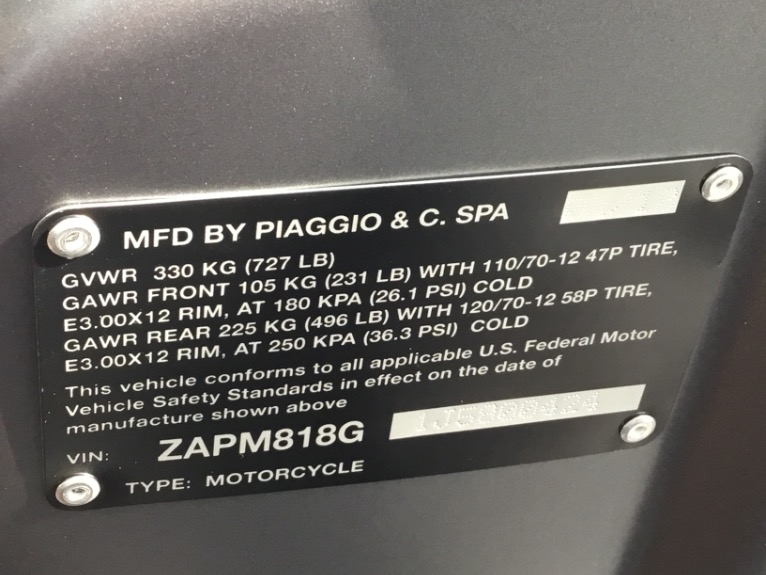 MFD BY PIAGGIO & C. SPA
GVWR 330 KG (727 LB)
GAWR FRONT 105 KG (231 LB) WITH 110/70-12 47P TIRE,
E3.00X12 RIM, AT 180 KPA (26.1 PSI) COLD
GAWR REAR 225 KG (496 LB) WITH 120/70-12 58P TIRE,
E3.00X12 RIM, AT 250 KPA (36.3 PSI) COLD
This vehicle conforms to all applicable U.S. Federal Motor
Vehicle Safety Standards in effect on the date of
manufacture shown above
VIN: ZAPM818G
TYPE: MOTORCYCLE